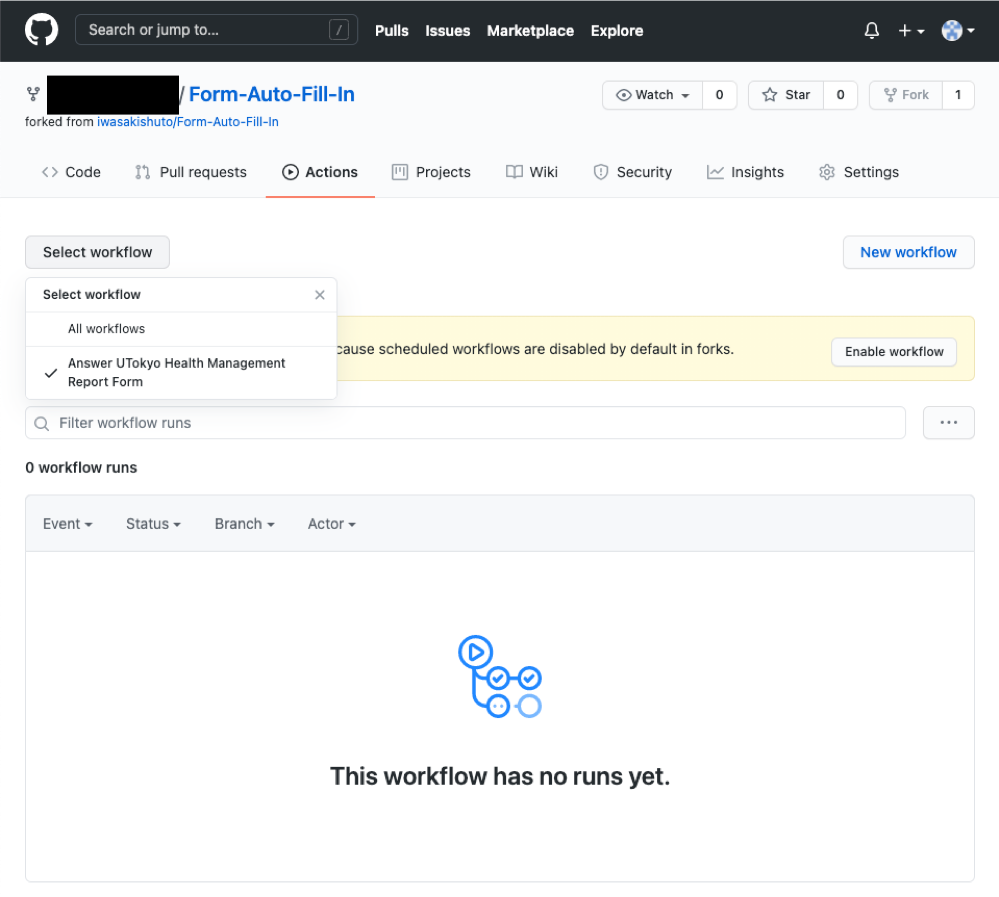 Search or jump to... /
Pulls Issues Marketplace Explore
/ Form-Auto-Fill-In
Watch 0 Star 0 Fork 1
forked from iwasakishuto/Form-Auto-Fill-In
Code Pull requests Actions Projects Wiki Security Insights Settings
Select workflow
New workflow
Select workflow
All workflows
Answer UTokyo Health Management
Report Form
cause scheduled workflows are disabled by default in forks.
Enable workflow
Filter workflow runs
0 workflow runs
Event Status Branch Actor
This workflow has no runs yet.